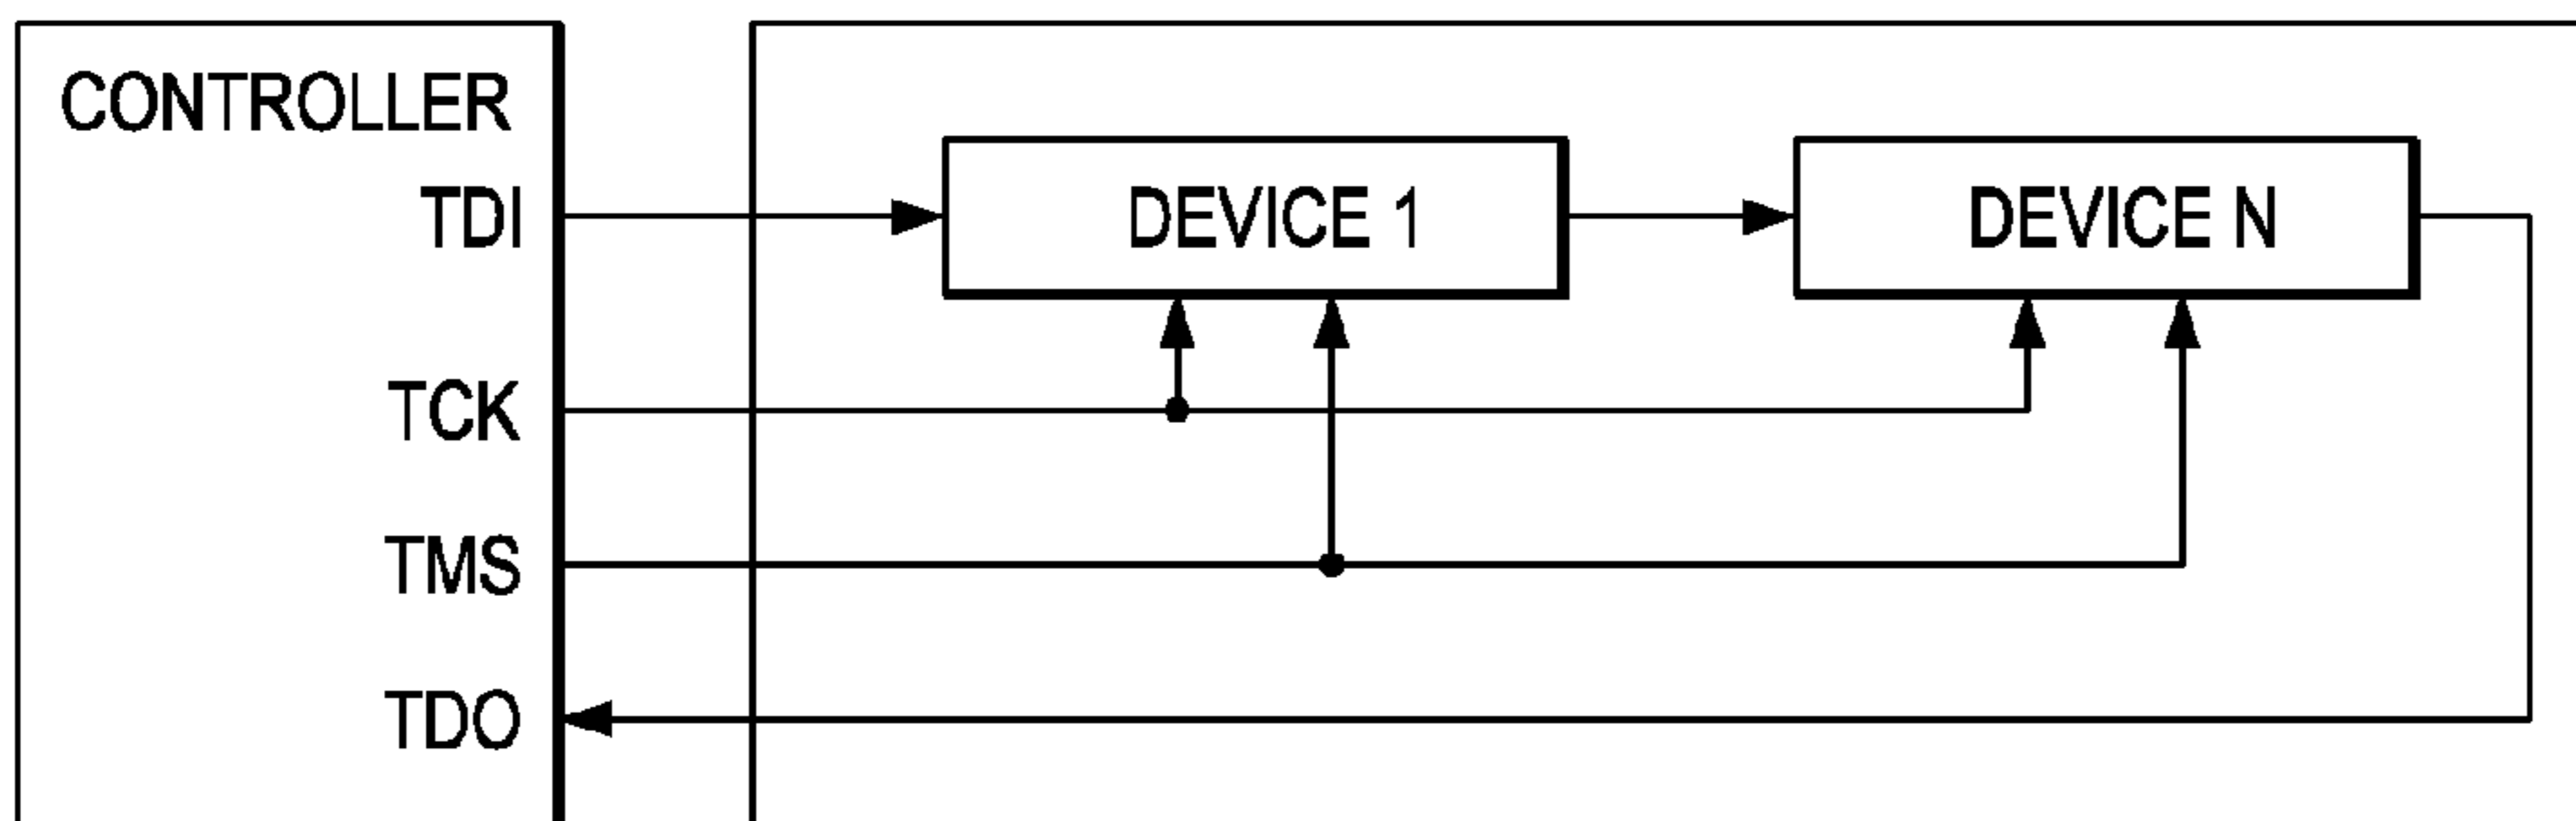 CONTROLLER
TDI
DEVICE 1
DEVICE N
TCK
TMS
TDO